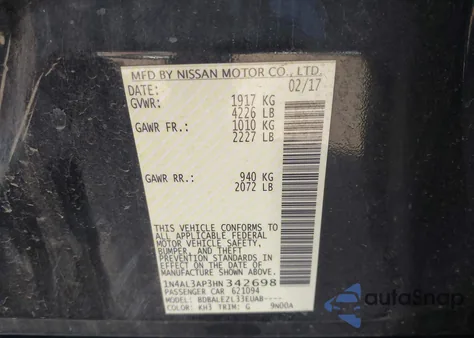 MFD BY NISSAN MOTOR CO., LTD.
DATE: 02/17
GVWR: 1917 KG
4226 LB
GAWR FR.: 1010 KG
2227 LB
GAWR RR.: 940 KG
2072 LB
THIS VEHICLE CONFORMS TO
ALL APPLICABLE FEDERAL
MOTOR VEHICLE SAFETY,
BUMPER, AND THEFT
PREVENTION STANDARDS IN
EFFECT ON THE DATE OF
MANUFACTURE SHOWN ABOVE.
1N4AL3AP3HN342698
PASSENGER CAR 621094
MODEL: BDBALEZL33EUAB----
COLOR: KH3 TRIM: G 9N00A
autoSnap